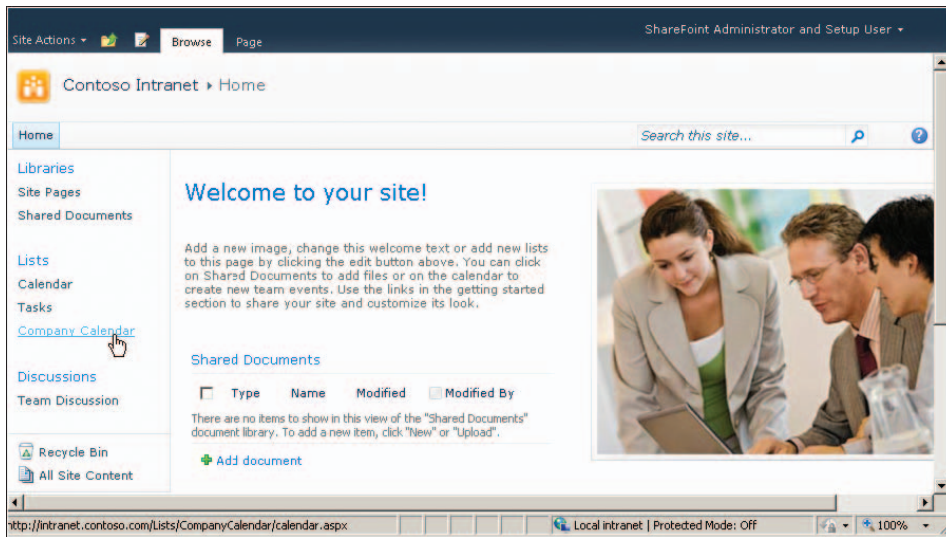 Site Actions
Browse
Page
ShareFoint Administrator and Setup User
Contoso Intranet ▸ Home
Home
Search this site...
Libraries
Site Pages
Shared Documents
Lists
Calendar
Tasks
Company Calendar
Discussions
Team Discussion
Recycle Bin
All Site Content
Welcome to your site!
Add a new image, change this welcome text or add new lists
to this page by clicking the edit button above. You can click
on Shared Documents to add files or on the calendar to
create new team events. Use the links in the getting started
section to share your site and customize its look.
Shared Documents
Type Name Modified Modified By
There are no items to show in this view of the "Shared Documents"
document library. To add a new item, click "New" or "Upload".
Add document
http://intranet.contoso.com/Lists/CompanyCalendar/calendar.aspx
Local intranet | Protected Mode: Off
100%